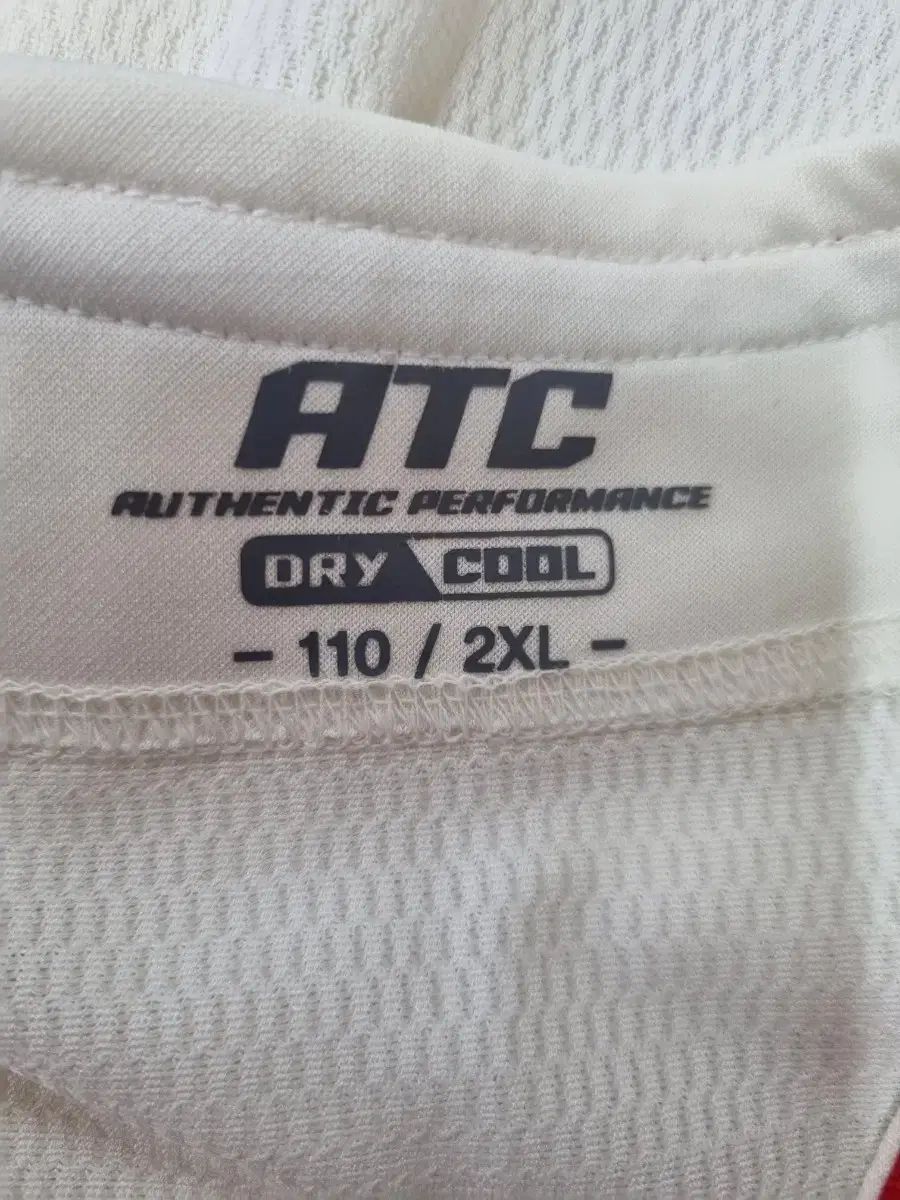 ATC
AUTHENTIC PERFORMANCE
DRY COOL
- 110 / 2XL -